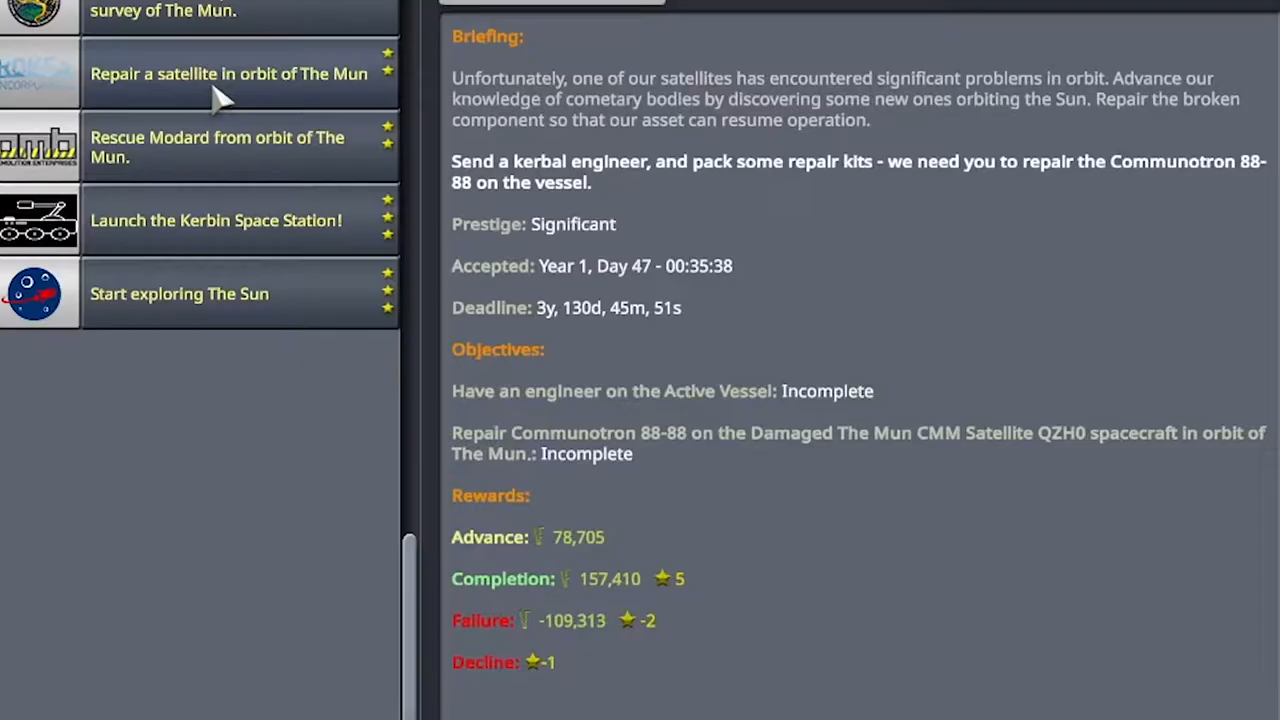 survey of The Mun.
Repair a satellite in orbit of The Mun
Rescue Modard from orbit of The
Mun.
Launch the Kerbin Space Station!
Start exploring The Sun
Briefing:
Unfortunately, one of our satellites has encountered significant problems in orbit. Advance our
knowledge of cometary bodies by discovering some new ones orbiting the Sun. Repair the broken
component so that our asset can resume operation.
Send a kerbal engineer, and pack some repair kits - we need you to repair the Communotron 88-
88 on the vessel.
Prestige: Significant
Accepted: Year 1, Day 47 - 00:35:38
Deadline: 3y, 130d, 45m, 51s
Objectives:
Have an engineer on the Active Vessel: Incomplete
Repair Communotron 88-88 on the Damaged The Mun CMM Satellite QZH0 spacecraft in orbit of
The Mun.: Incomplete
Rewards:
Advance: 78,705
Completion: 157,410 5
Failure: -109,313 -2
Decline: -1